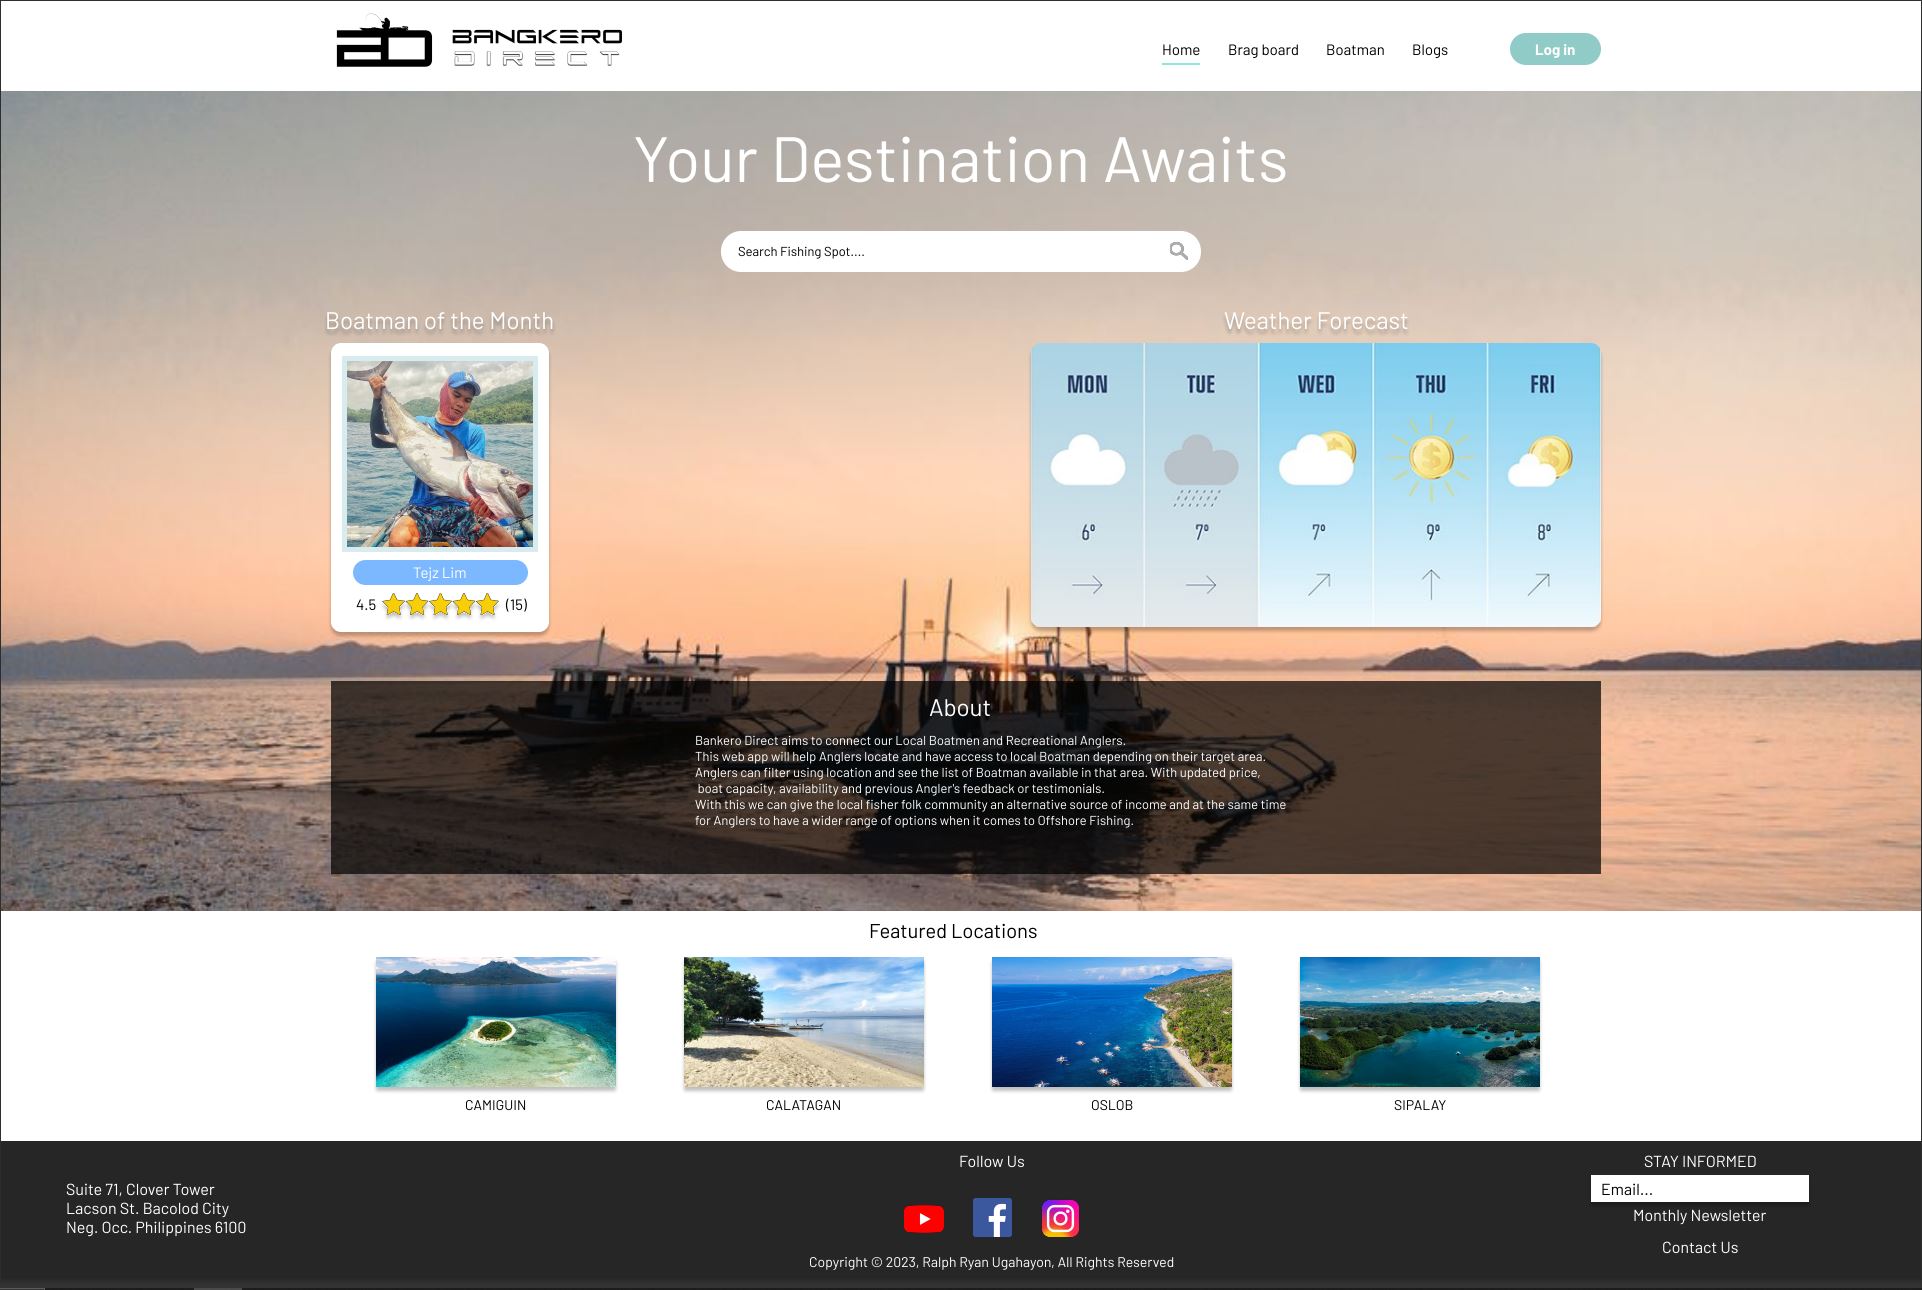 BANGKERO
DIRECT
Home Brag board Boatman Blogs Log in
Your Destination Awaits
Search Fishing Spot....
Boatman of the Month
Tejz Lim
4.5 (15)
Weather Forecast
MON TUE WED THU FRI
$ $
6° 7° 7° 9° 8°
About
Bankero Direct aims to connect our Local Boatmen and Recreational Anglers.
This web app will help Anglers locate and have access to local Boatman depending on their target area.
Anglers can filter using location and see the list of Boatman available in that area. With updated price,
boat capacity, availability and previous Angler's feedback or testimonials.
With this we can give the local fisher folk community an alternative source of income and at the same time
for Anglers to have a wider range of options when it comes to Offshore Fishing.
Featured Locations
CAMIGUIN CALATAGAN OSLOB SIPALAY
Suite 71, Clover Tower
Lacson St. Bacolod City
Neg. Occ. Philippines 6100
Follow Us
Copyright © 2023, Ralph Ryan Ugahayon, All Rights Reserved
STAY INFORMED
Email...
Monthly Newsletter
Contact Us